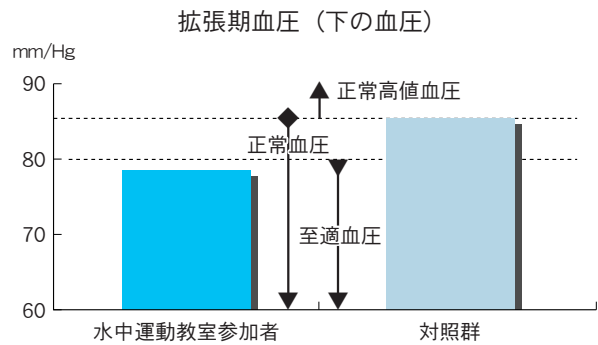 拡張期血圧（下の血圧）
mm/Hg
90
正常高値血圧
正常血圧
80
至適血圧
70
60
水中運動教室参加者
対照群